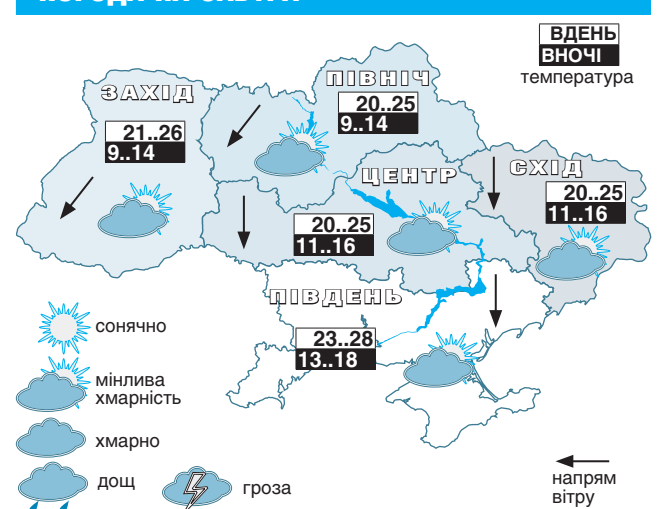 ВДЕНЬ
ВНОЧІ
температура
ПІВНІЧ
20..25
9..14
ЗАХІД
21..26
9..14
ЦЕНТР
20..25
11..16
СХІД
20..25
11..16
ПІВДЕНЬ
23..28
13..18
сонячно
мінлива
хмарність
хмарно
дощ
гроза
напрям
вітру